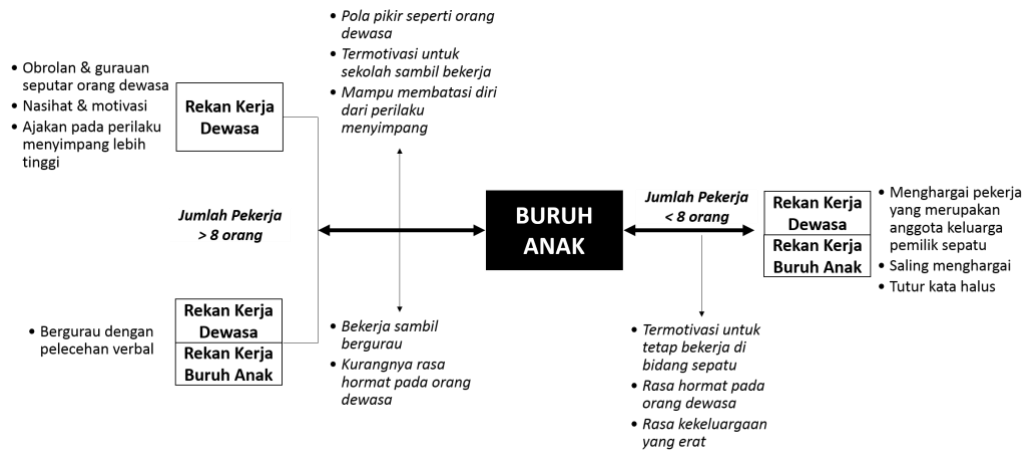 • Obrolan & gurauan
seputar orang dewasa
• Nasihat & motivasi
• Ajakan pada perilaku
menyimpang lebih
tinggi
Rekan Kerja
Dewasa
• Pola pikir seperti orang
dewasa
• Termotivasi untuk
sekolah sambil bekerja
• Mampu membatasi diri
dari perilaku
menyimpang
Jumlah Pekerja
> 8 orang
BURUH
ANAK
Jumlah Pekerja
< 8 orang
Rekan Kerja
Dewasa
Rekan Kerja
Buruh Anak
• Menghargai pekerja
yang merupakan
anggota keluarga
pemilik sepatu
• Saling menghargai
• Tutur kata halus
• Bergurau dengan
pelecehan verbal
Rekan Kerja
Dewasa
Rekan Kerja
Buruh Anak
• Bekerja sambil
bergurau
• Kurangnya rasa
hormat pada orang
dewasa
• Termotivasi untuk
tetap bekerja di
bidang sepatu
• Rasa hormat pada
orang dewasa
• Rasa kekeluargaan
yang erat